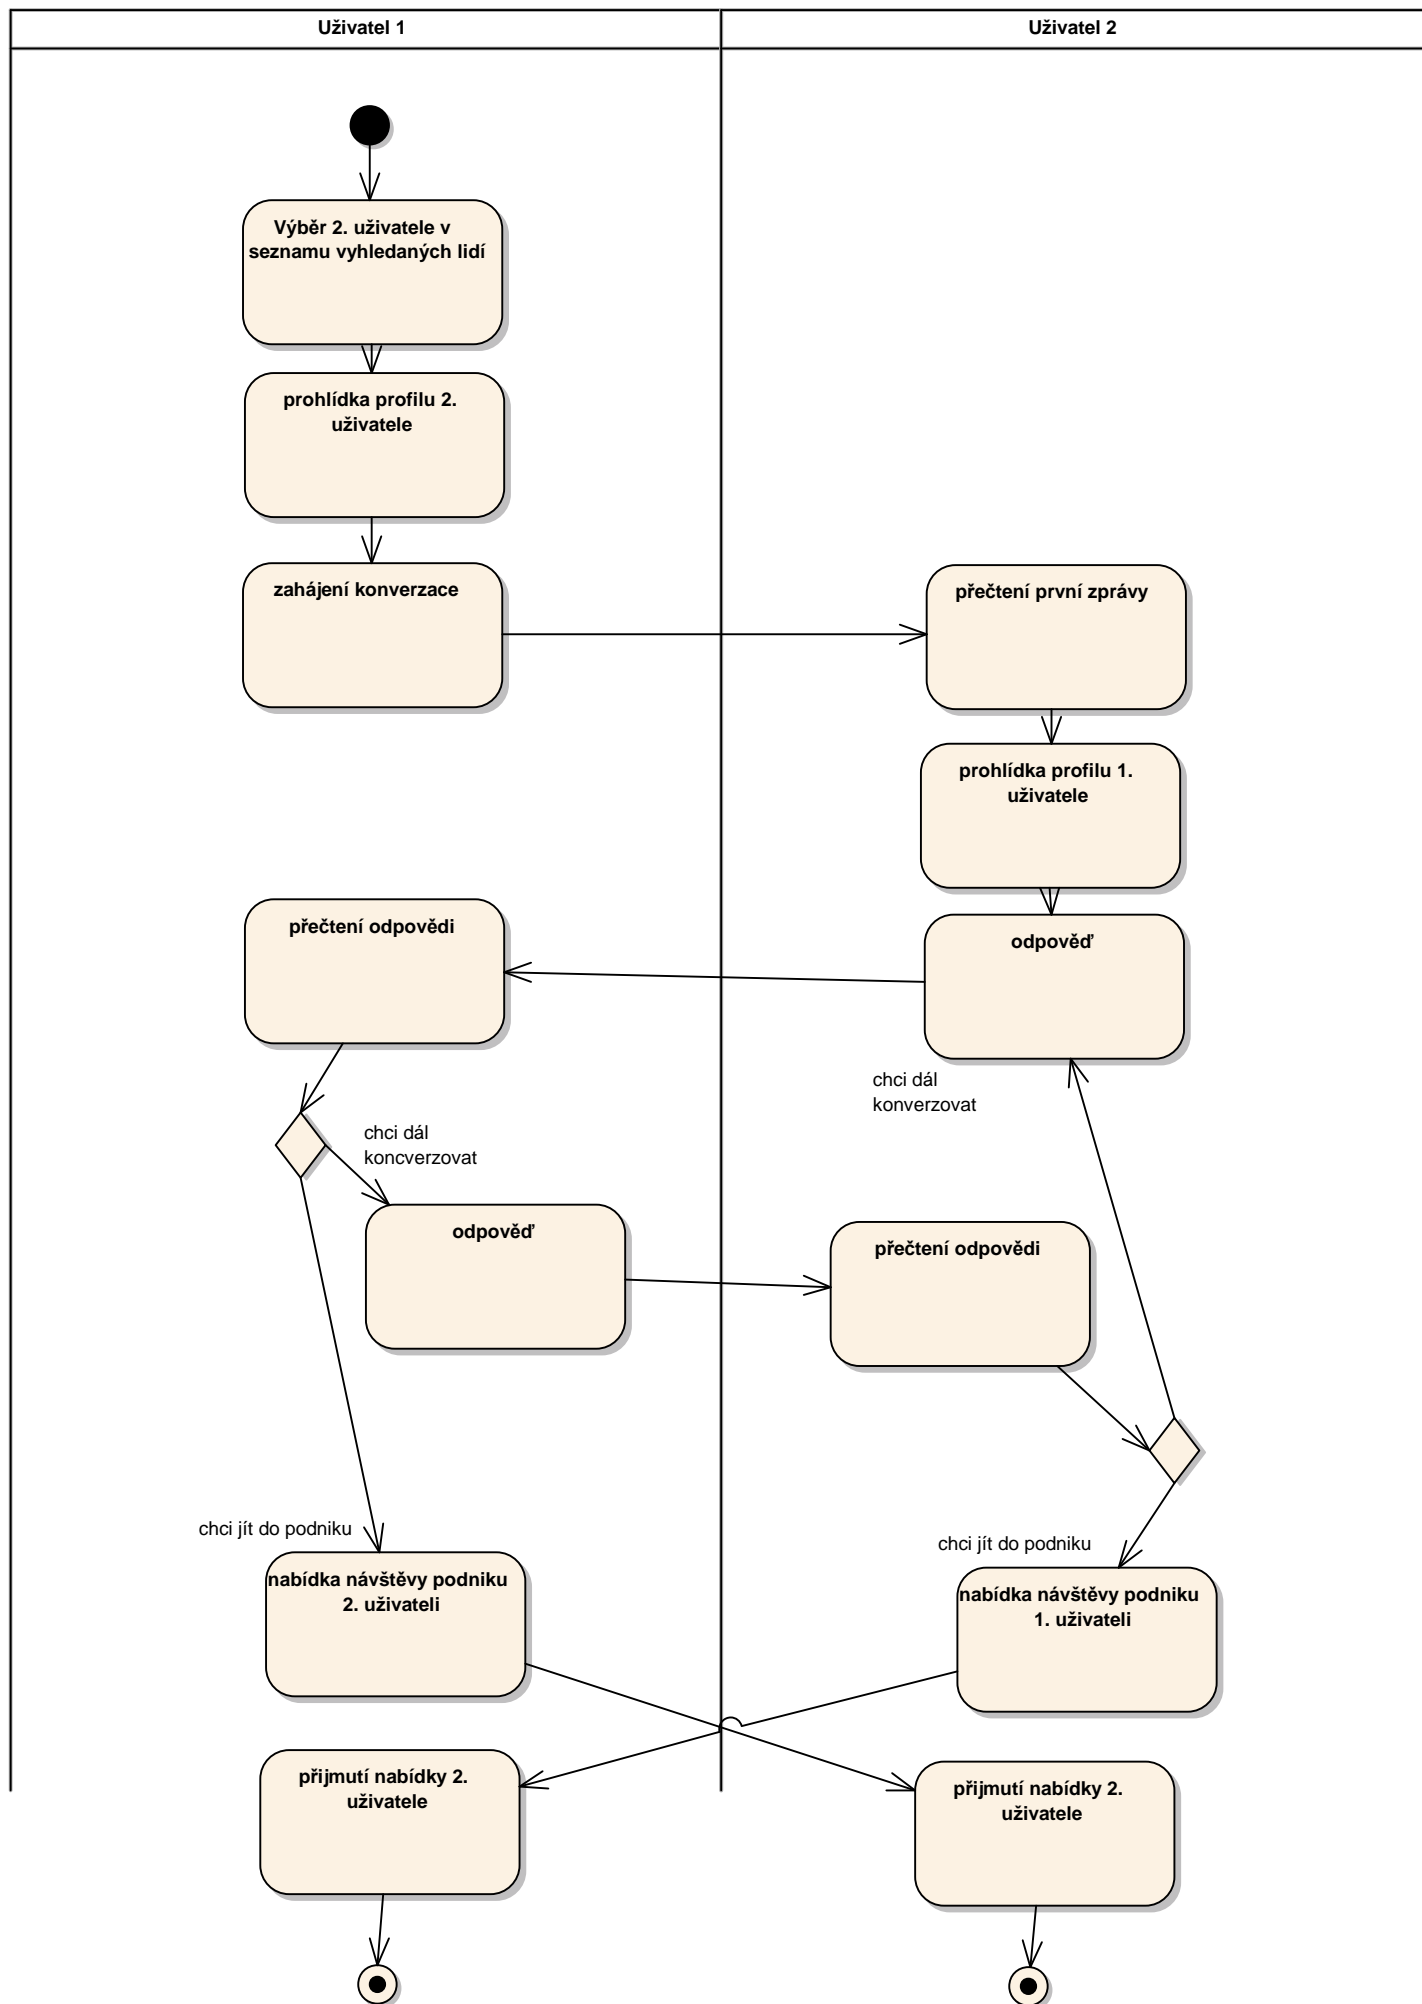 Uživatel 1
Uživatel 2
Výběr 2. uživatele v
seznamu vyhledaných lidí
prohlídka profilu 2.
uživatele
zahájení konverzace
přečtení první zprávy
prohlídka profilu 1.
uživatele
přečtení odpovědi
odpověď
chci dál
konverzovat
chci dál
koncverzovat
odpověď
přečtení odpovědi
chci jít do podniku
chci jít do podniku
nabídka návštěvy podniku
2. uživateli
nabídka návštěvy podniku
1. uživateli
přijmutí nabídky 2.
uživatele
přijmutí nabídky 2.
uživatele